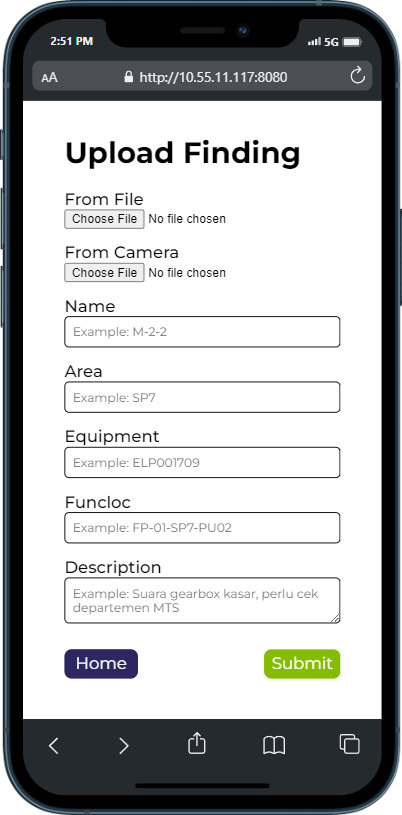 2:51 PM
5G
AA
http://10.55.11.117:8080
Upload Finding
From File
Choose File No file chosen
From Camera
Choose File No file chosen
Name
Example: M-2-2
Area
Example: SP7
Equipment
Example: ELP001709
Funcloc
Example: FP-01-SP7-PU02
Description
Example: Suara gearbox kasar, perlu cek
departemen MTS
Home
Submit